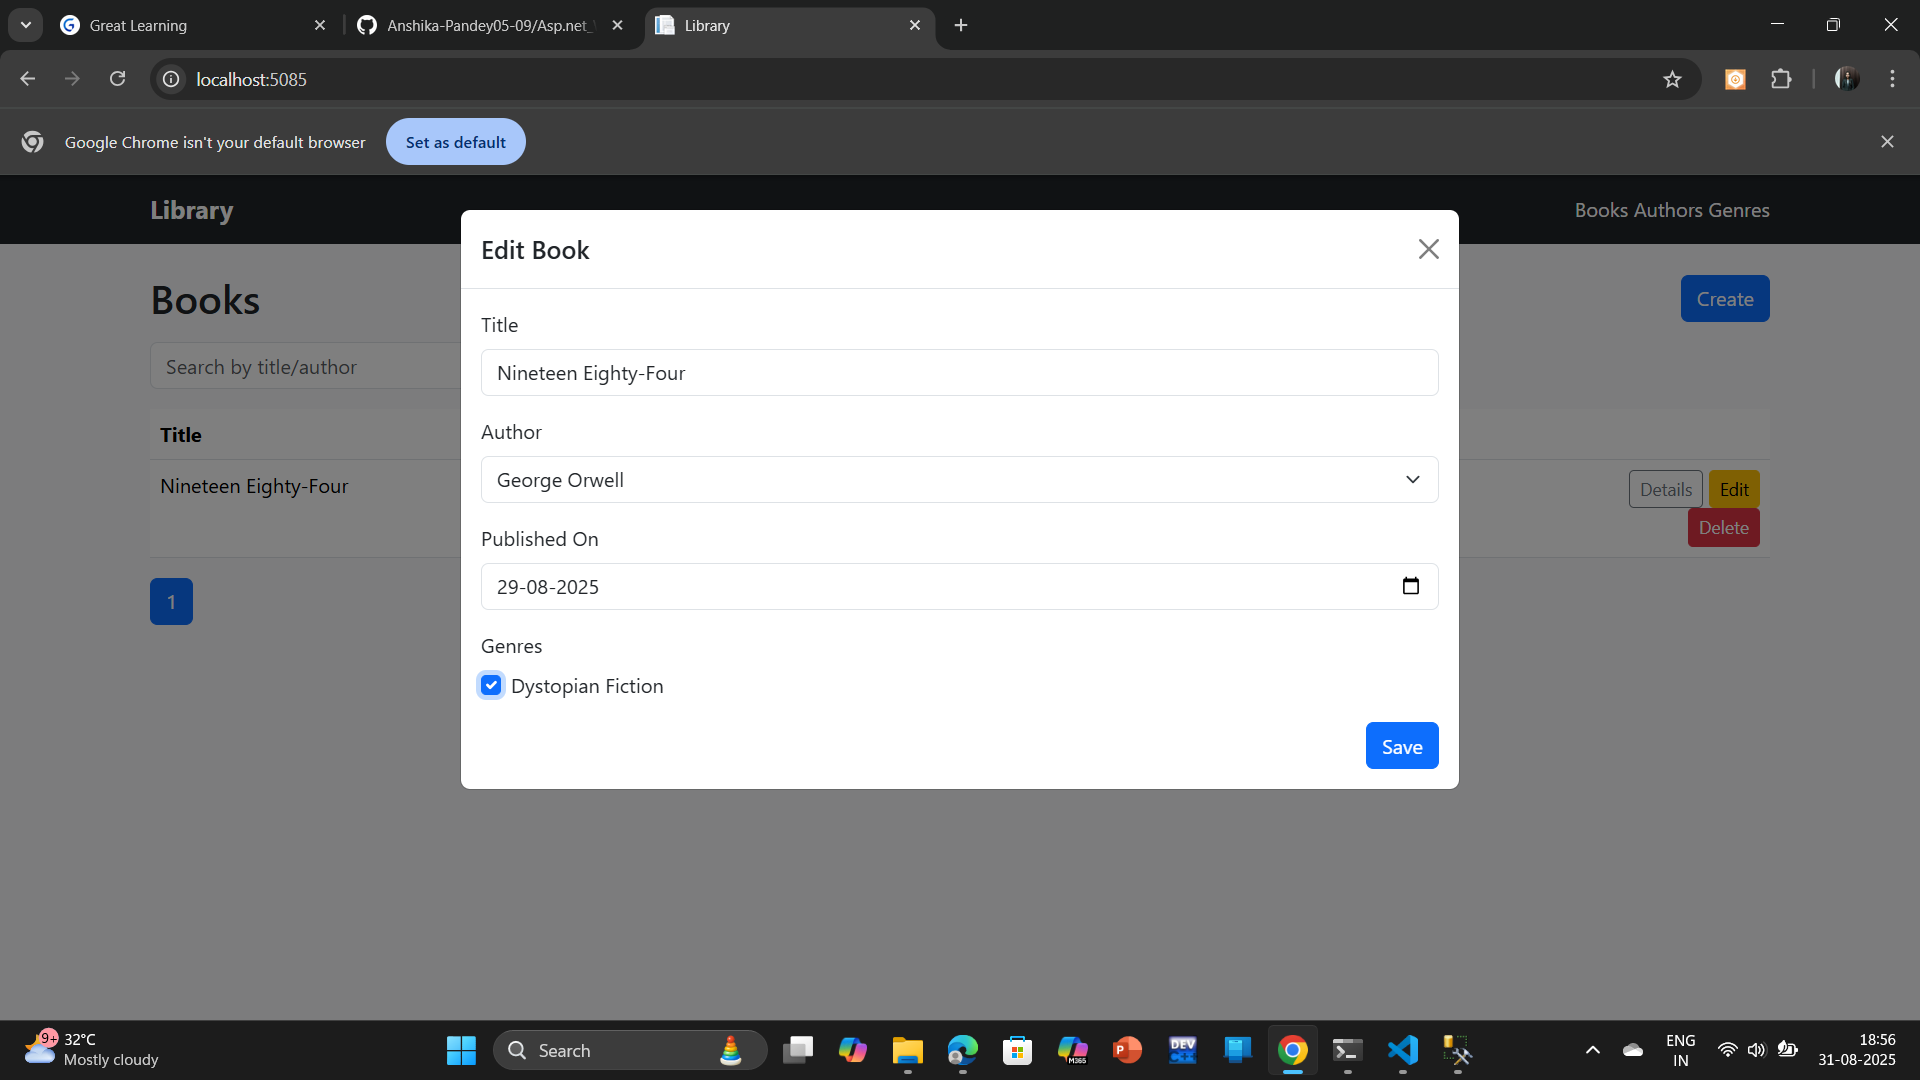 Great Learning
Anshika-Pandey05-09/Asp.net_
Library
localhost:5085
Google Chrome isn't your default browser
Set as default
Library
Books Authors Genres
Books
Create
Search by title/author
Title
Nineteen Eighty-Four
Details
Edit
Delete
1
Edit Book
Title
Nineteen Eighty-Four
Author
George Orwell
Published On
29-08-2025
Genres
Dystopian Fiction
Save
9+
32°C
Mostly cloudy
Search
M365
P
DEV
C++
ENG
IN
18:56
31-08-2025